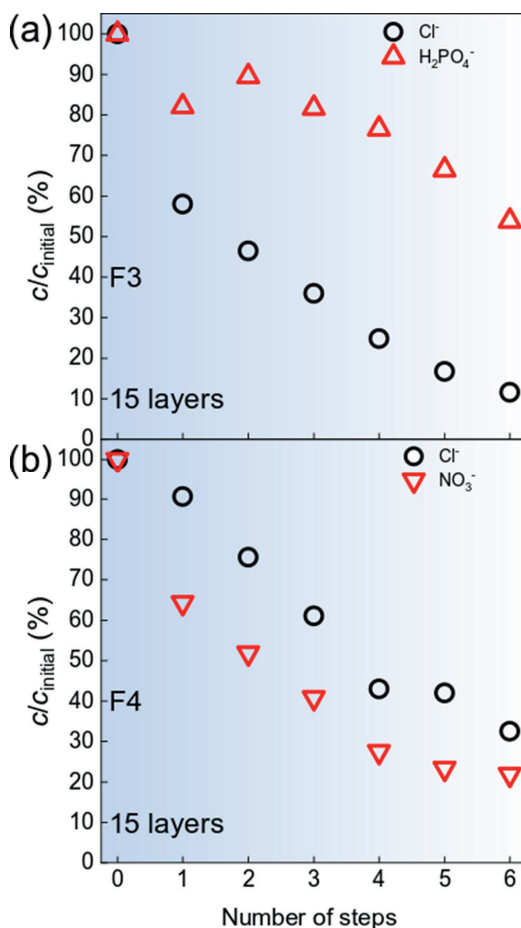 (a)
Cl⁻
H₂PO₄⁻
100
90
80
70
60
50
40
30
20
10
0
c/c_initial (%)
F3
15 layers
(b)
Cl⁻
NO₃⁻
100
90
80
70
60
50
40
30
20
10
0
c/c_initial (%)
F4
15 layers
0 1 2 3 4 5 6
Number of steps